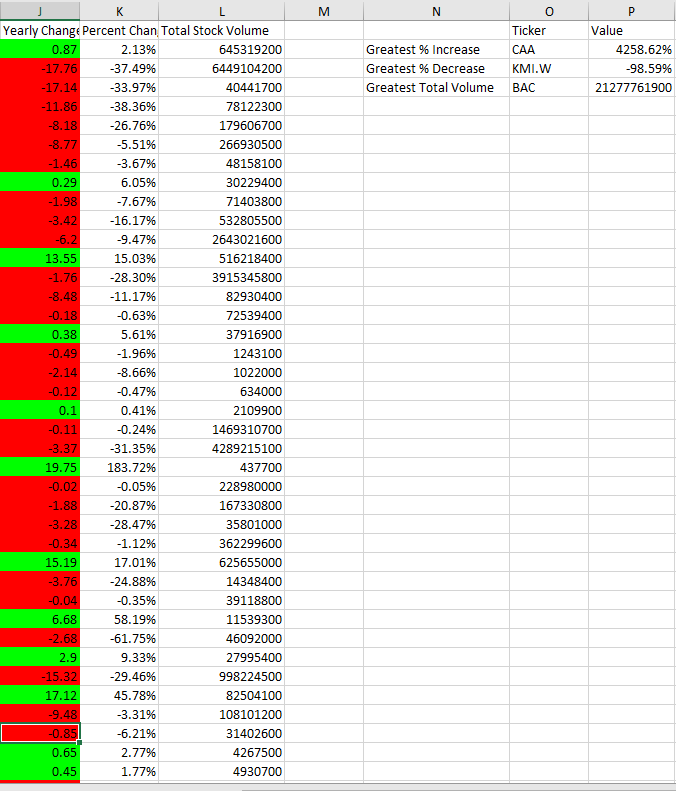 J K L M N O P
Yearly Change Percent Chan Total Stock Volume Ticker Value
0.87 2.13% 645319200 Greatest % Increase CAA 4258.62%
-17.76 -37.49% 6449104200 Greatest % Decrease KMI.W -98.59%
-17.14 -33.97% 40441700 Greatest Total Volume BAC 21277761900
-11.86 -38.36% 78122300
-8.18 -26.76% 179606700
-8.77 -5.51% 266930500
-1.46 -3.67% 48158100
0.29 6.05% 30229400
-1.98 -7.67% 71403800
-3.42 -16.17% 532805500
-6.2 -9.47% 2643021600
13.55 15.03% 516218400
-1.76 -28.30% 3915345800
-8.48 -11.17% 82930400
-0.18 -0.63% 72539400
0.38 5.61% 37916900
-0.49 -1.96% 1243100
-2.14 -8.66% 1022000
-0.12 -0.47% 634000
0.1 0.41% 2109900
-0.11 -0.24% 1469310700
-3.37 -31.35% 4289215100
19.75 183.72% 437700
-0.02 -0.05% 228980000
-1.88 -20.87% 167330800
-3.28 -28.47% 35801000
-0.34 -1.12% 362299600
15.19 17.01% 625655000
-3.76 -24.88% 14348400
-0.04 -0.35% 39118800
6.68 58.19% 11539300
-2.68 -61.75% 46092000
2.9 9.33% 27995400
-15.32 -29.46% 998224500
17.12 45.78% 82504100
-9.48 -3.31% 108101200
-0.85 -6.21% 31402600
0.65 2.77% 4267500
0.45 1.77% 4930700